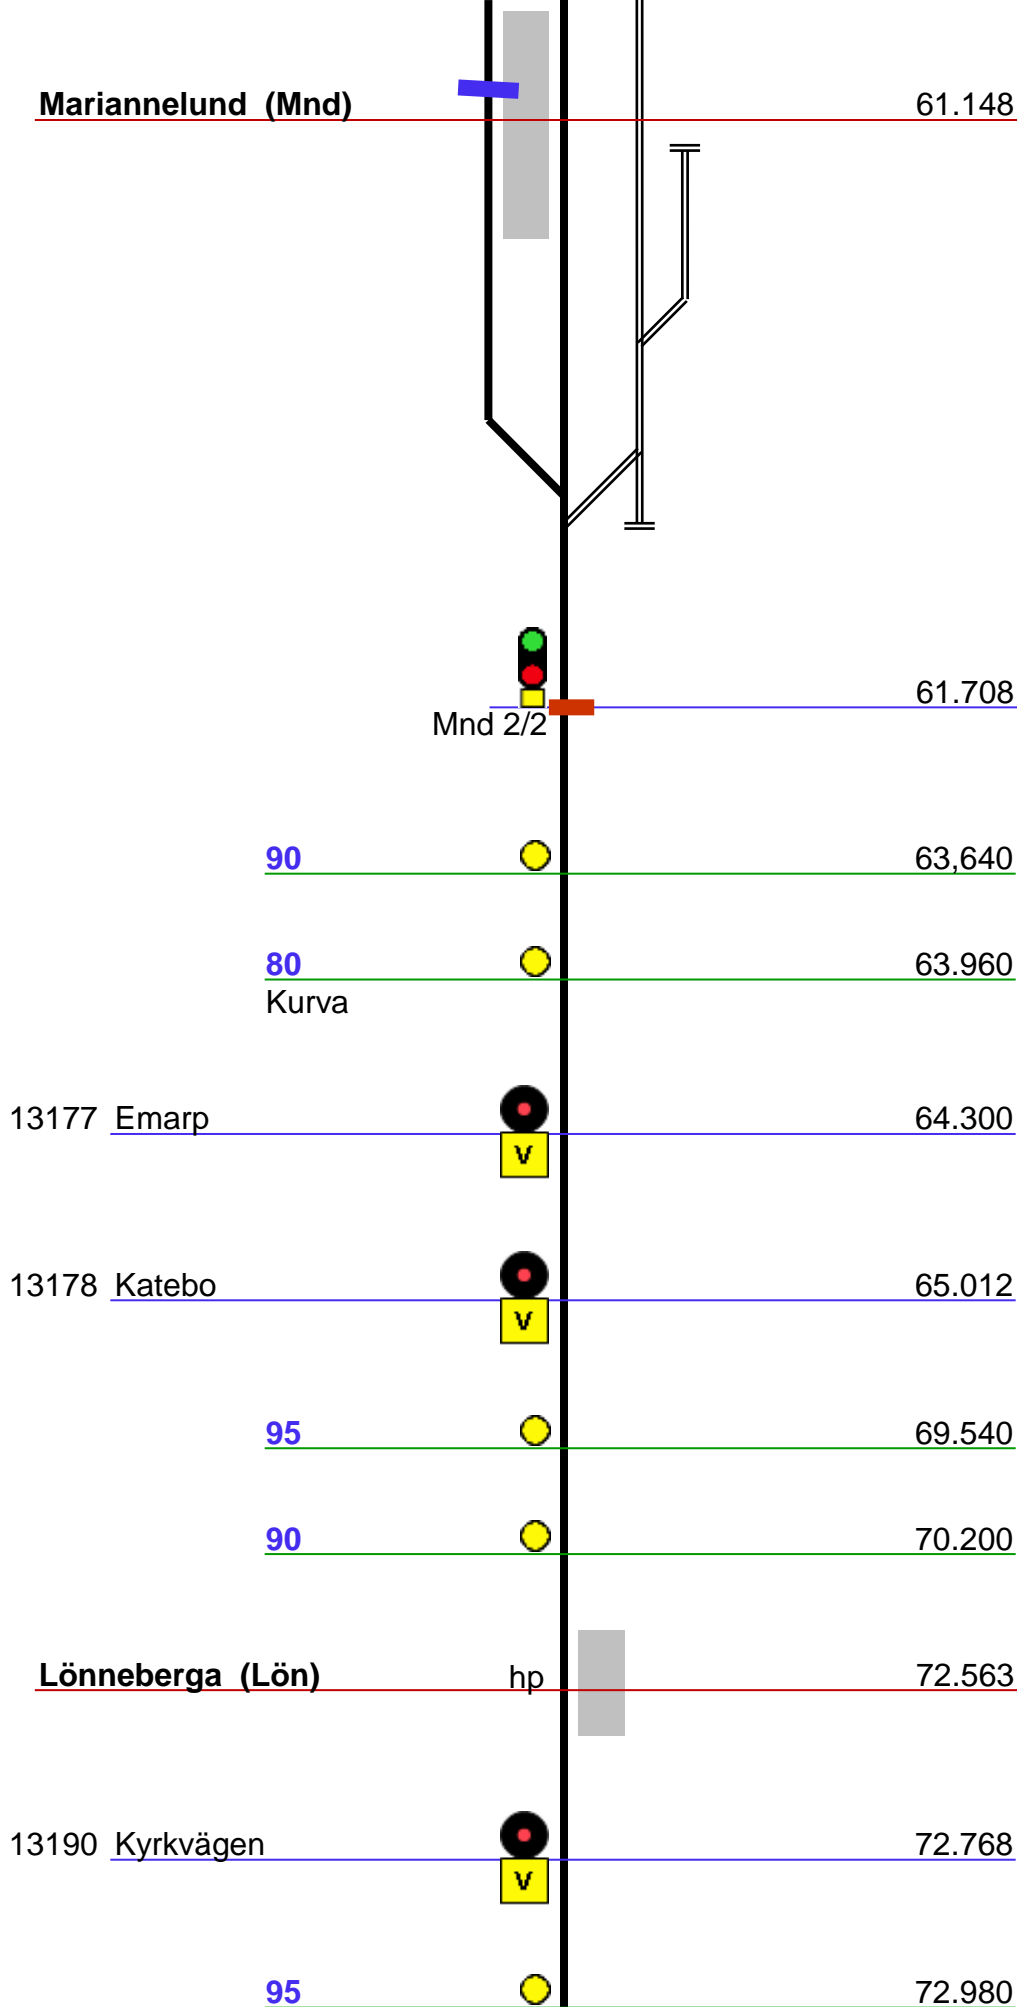 Mariannelund (Mnd) 61.148
61.708
Mnd 2/2
90 63,640
80 63.960
Kurva
13177 Emarp 64.300
V
13178 Katebo 65.012
V
95 69.540
90 70.200
Lönneberga (Lön) hp 72.563
13190 Kyrkvägen 72.768
V
95 72.980